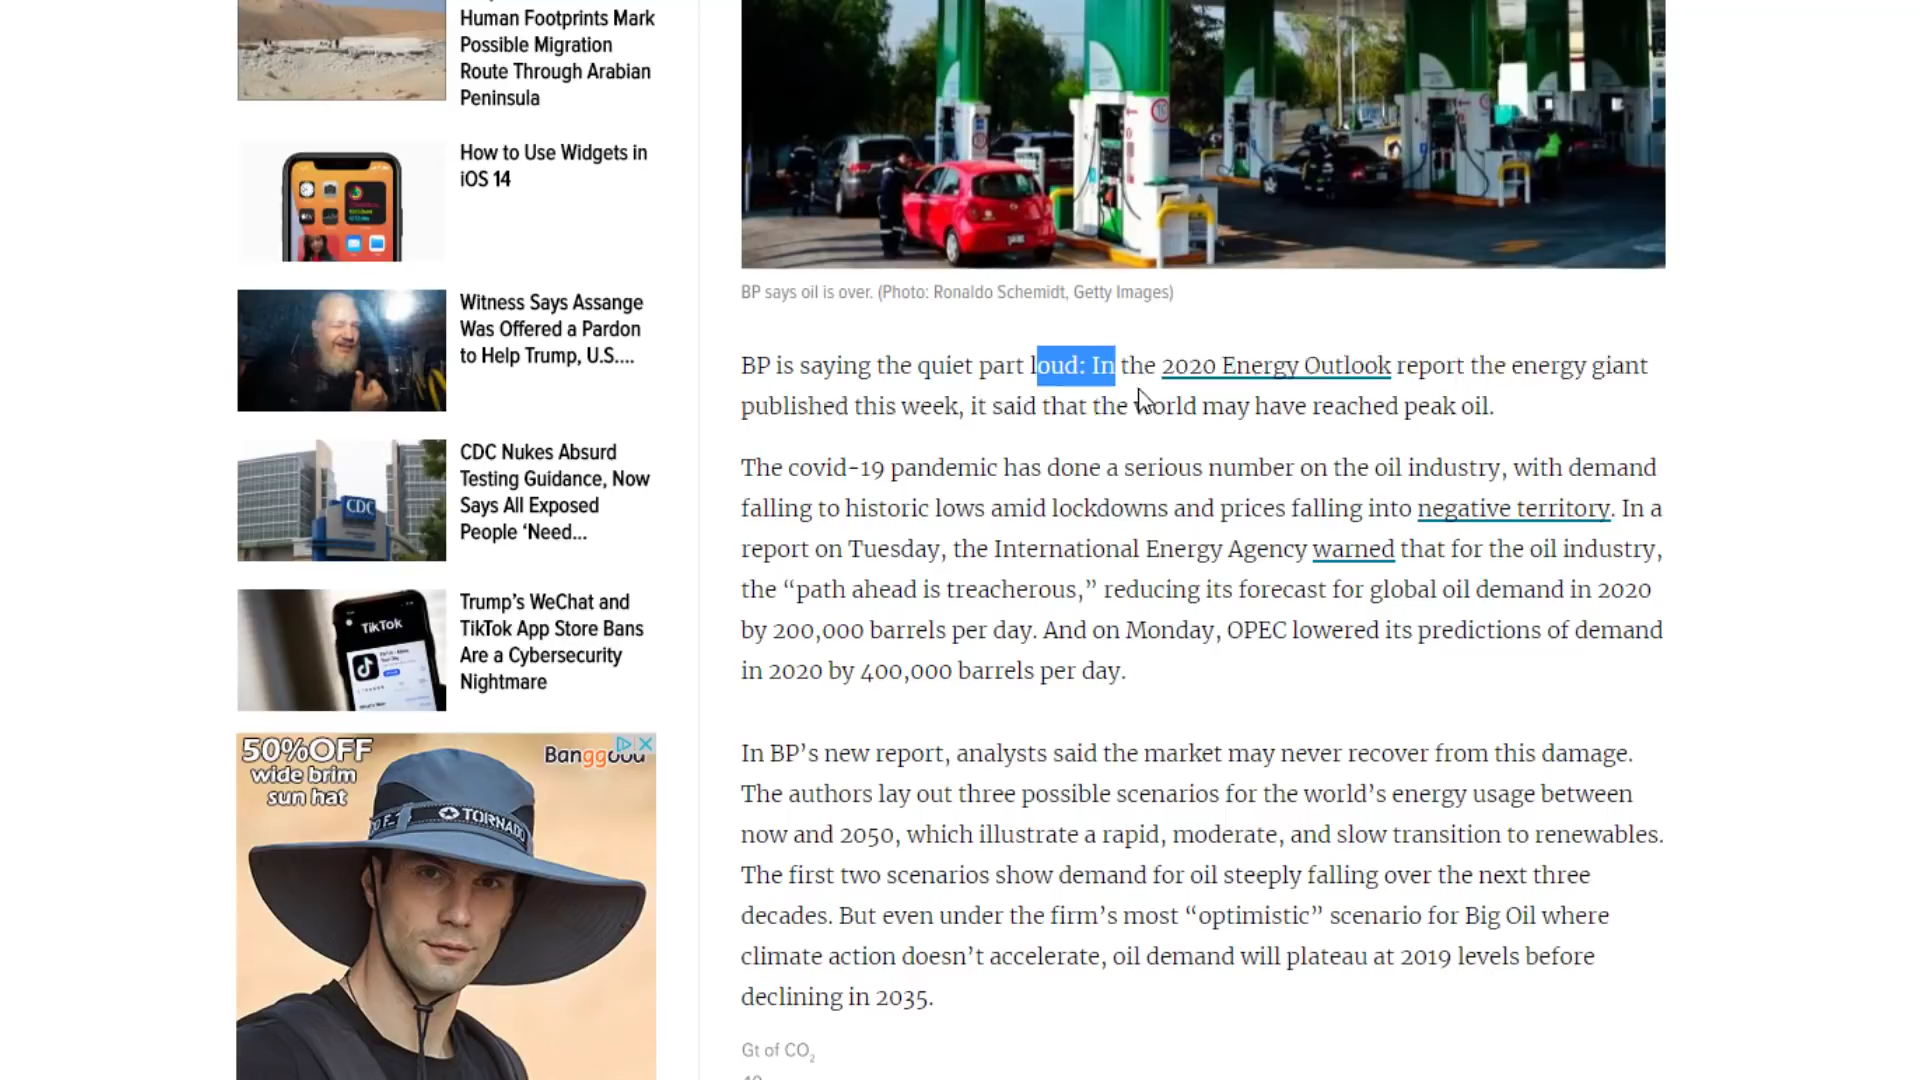 Human Footprints Mark
Possible Migration
Route Through Arabian
Peninsula
How to Use Widgets in
iOS 14
Witness Says Assange
Was Offered a Pardon
to Help Trump, U.S....
CDC Nukes Absurd
Testing Guidance, Now
Says All Exposed
People ‘Need...
CDC
Trump’s WeChat and
TikTok App Store Bans
Are a Cybersecurity
Nightmare
TikTok
50%OFF
wide brim
sun hat
Banggood
TORNADO
BP says oil is over. (Photo: Ronaldo Schemidt, Getty Images)
BP is saying the quiet part loud: In the 2020 Energy Outlook report the energy giant
published this week, it said that the world may have reached peak oil.
The covid-19 pandemic has done a serious number on the oil industry, with demand
falling to historic lows amid lockdowns and prices falling into negative territory. In a
report on Tuesday, the International Energy Agency warned that for the oil industry,
the “path ahead is treacherous,” reducing its forecast for global oil demand in 2020
by 200,000 barrels per day. And on Monday, OPEC lowered its predictions of demand
in 2020 by 400,000 barrels per day.
In BP’s new report, analysts said the market may never recover from this damage.
The authors lay out three possible scenarios for the world’s energy usage between
now and 2050, which illustrate a rapid, moderate, and slow transition to renewables.
The first two scenarios show demand for oil steeply falling over the next three
decades. But even under the firm’s most “optimistic” scenario for Big Oil where
climate action doesn’t accelerate, oil demand will plateau at 2019 levels before
declining in 2035.
Gt of CO₂